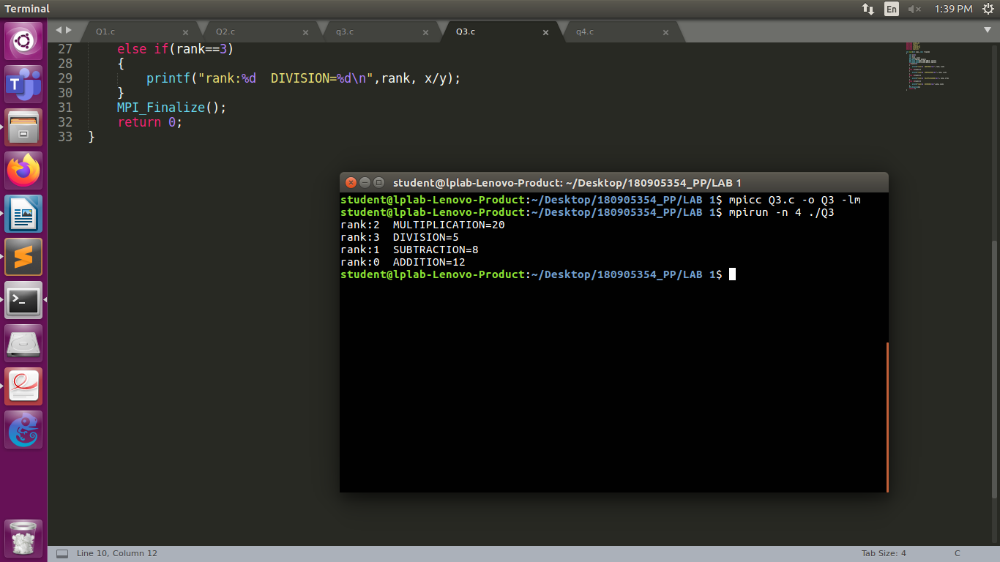 Terminal
En
1:39 PM
Q1.c
Q2.c
q3.c
Q3.c
q4.c
27 else if(rank==3)
28 {
29 printf("rank:%d  DIVISION=%d\n",rank, x/y);
30 }
31 MPI_Finalize();
32 return 0;
33 }
student@lplab-Lenovo-Product: ~/Desktop/180905354_PP/LAB 1
student@lplab-Lenovo-Product:~/Desktop/180905354_PP/LAB 1$ mpicc Q3.c -o Q3 -lm
student@lplab-Lenovo-Product:~/Desktop/180905354_PP/LAB 1$ mpirun -n 4 ./Q3
rank:2  MULTIPLICATION=20
rank:3  DIVISION=5
rank:1  SUBTRACTION=8
rank:0  ADDITION=12
student@lplab-Lenovo-Product:~/Desktop/180905354_PP/LAB 1$
Line 10, Column 12
Tab Size: 4
C